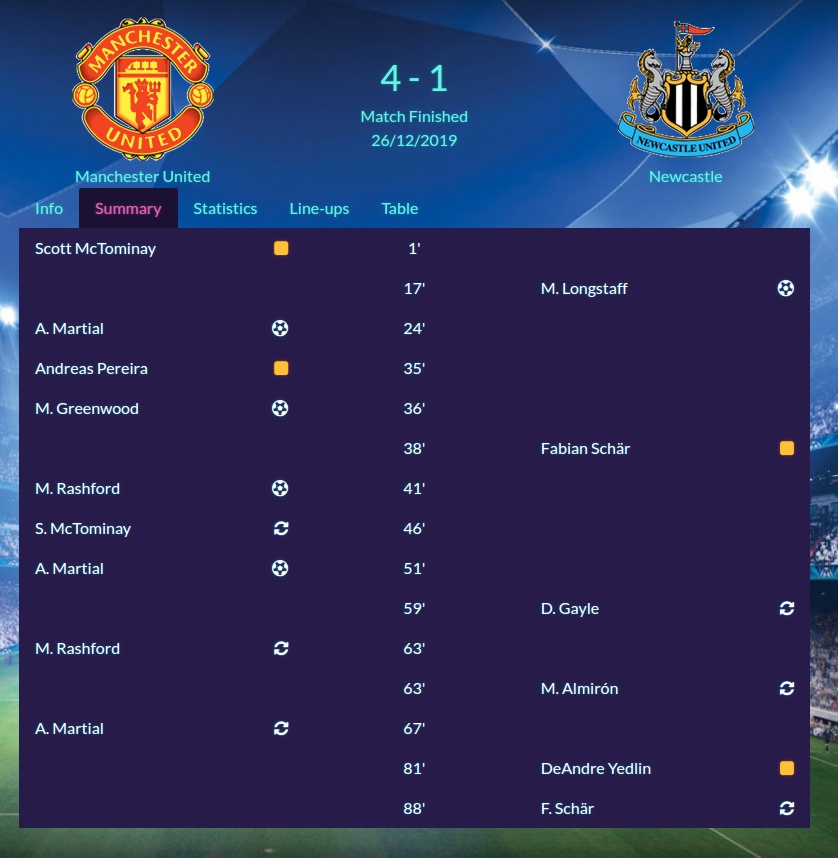 MANCHESTER
UNITED
4 - 1
Match Finished
26/12/2019
NEWCASTLE UNITED
Manchester United
Newcastle
Info Summary Statistics Line-ups Table
Scott McTominay 1'
17' M. Longstaff
A. Martial 24'
Andreas Pereira 35'
M. Greenwood 36'
38' Fabian Schär
M. Rashford 41'
S. McTominay 46'
A. Martial 51'
59' D. Gayle
M. Rashford 63'
63' M. Almirón
A. Martial 67'
81' DeAndre Yedlin
88' F. Schär